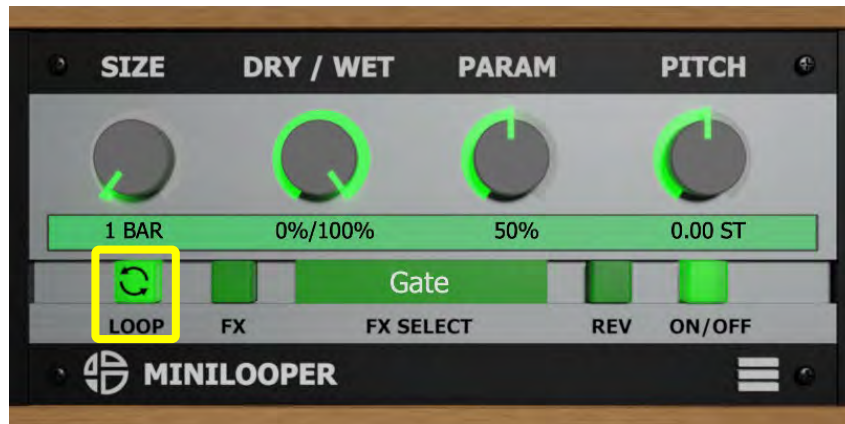 SIZE DRY / WET PARAM PITCH
1 BAR 0%/100% 50% 0.00 ST
Gate
LOOP FX FX SELECT REV ON/OFF
MINILOOPER